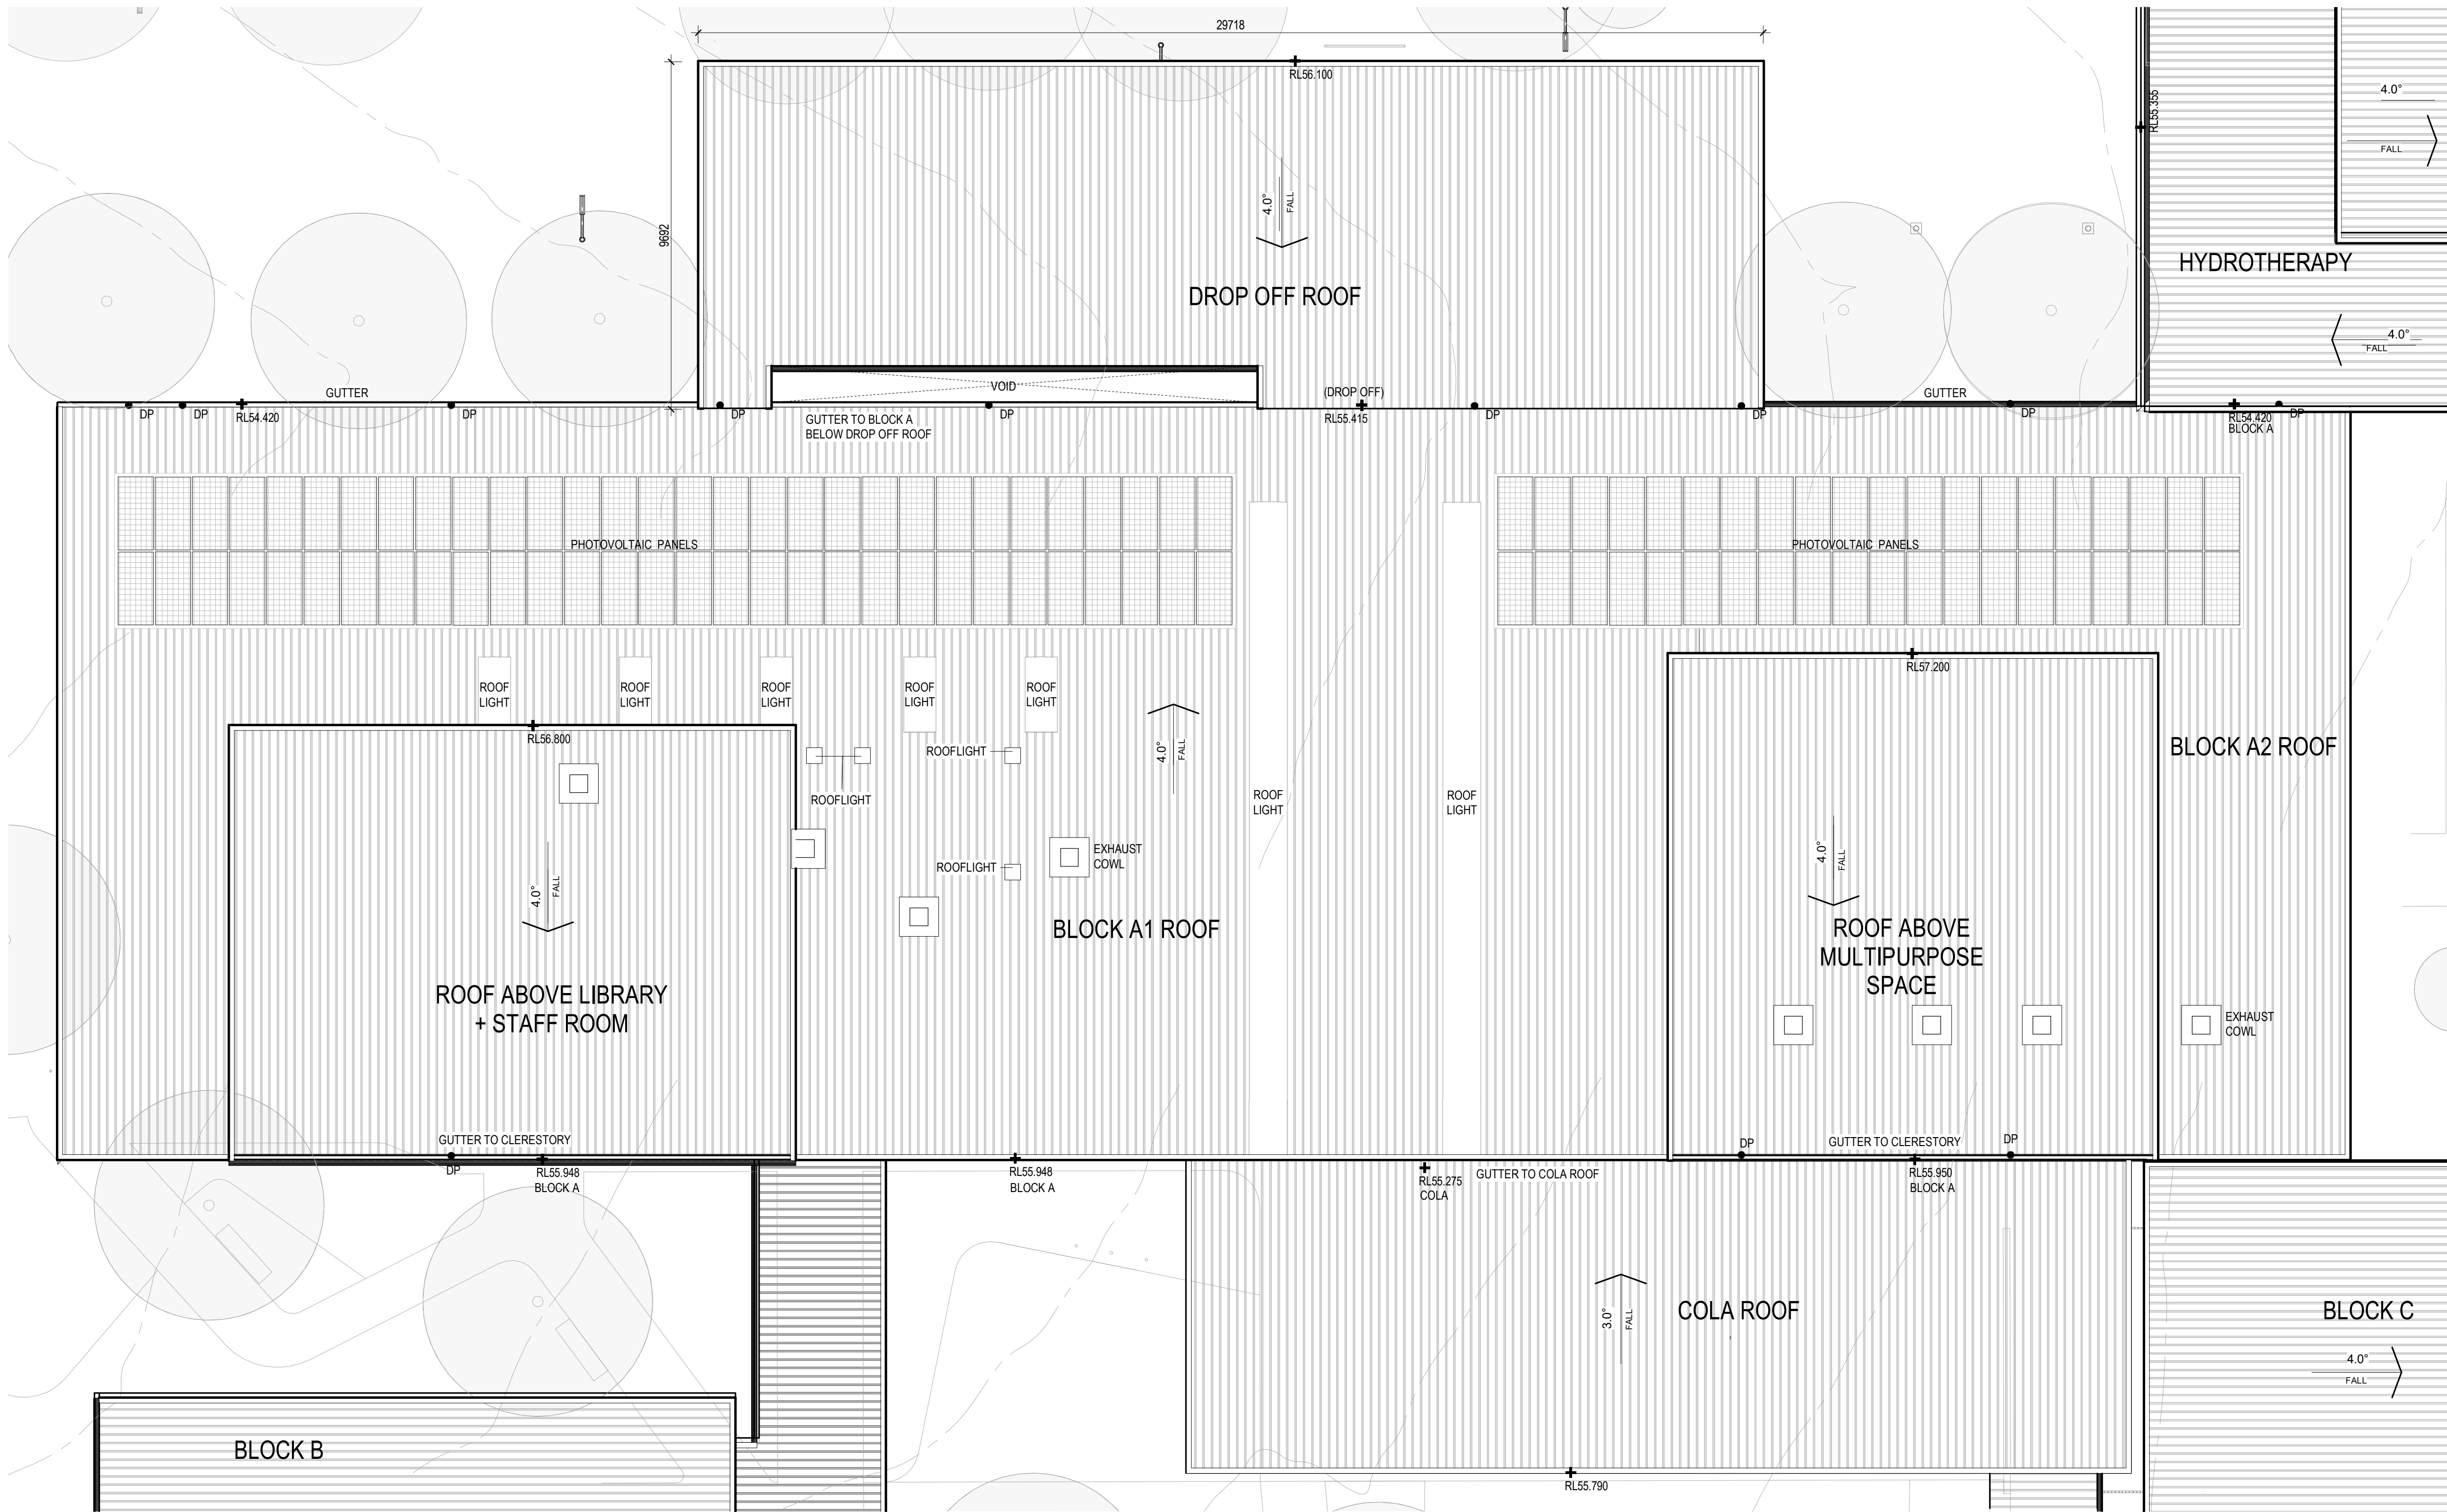 29718
RL56.100
RL55.355
4.0°
FALL
9692
4.0°
FALL
HYDROTHERAPY
DROP OFF ROOF
4.0°
FALL
VOID
GUTTER
(DROP OFF)
GUTTER
DP
DP
RL54.420
DP
DP
GUTTER TO BLOCK A
BELOW DROP OFF ROOF
DP
RL55.415
DP
DP
DP
RL54.420
BLOCK A
DP
PHOTOVOLTAIC PANELS
PHOTOVOLTAIC PANELS
RL57.200
ROOF
LIGHT
ROOF
LIGHT
ROOF
LIGHT
ROOF
LIGHT
ROOF
LIGHT
RL56.800
ROOFLIGHT
4.0°
FALL
BLOCK A2 ROOF
ROOFLIGHT
ROOF
LIGHT
ROOF
LIGHT
EXHAUST
COWL
4.0°
FALL
ROOFLIGHT
4.0°
FALL
BLOCK A1 ROOF
ROOF ABOVE
MULTIPURPOSE
SPACE
ROOF ABOVE LIBRARY
+ STAFF ROOM
EXHAUST
COWL
GUTTER TO CLERESTORY
DP
GUTTER TO CLERESTORY
DP
DP
RL55.948
BLOCK A
RL55.948
BLOCK A
RL55.275
COLA
GUTTER TO COLA ROOF
RL55.950
BLOCK A
3.0°
FALL
COLA ROOF
BLOCK C
4.0°
FALL
BLOCK B
RL55.790